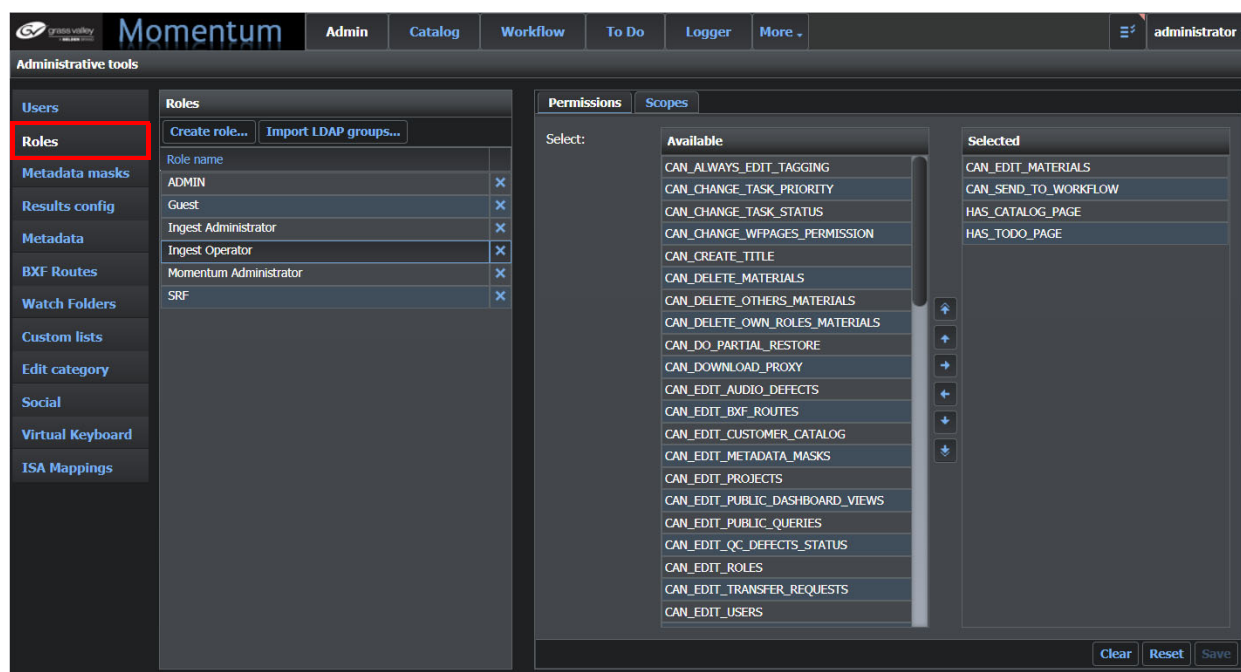 grass valley
A BELDEN BRAND
Momentum
Admin
Catalog
Workflow
To Do
Logger
More
administrator
Administrative tools
Users
Roles
Metadata masks
Results config
Metadata
BXF Routes
Watch Folders
Custom lists
Edit category
Social
Virtual Keyboard
ISA Mappings
Roles
Create role...
Import LDAP groups...
Role name
ADMIN
Guest
Ingest Administrator
Ingest Operator
Momentum Administrator
SRF
Permissions
Scopes
Select:
Available
CAN_ALWAYS_EDIT_TAGGING
CAN_CHANGE_TASK_PRIORITY
CAN_CHANGE_TASK_STATUS
CAN_CHANGE_WFPAGES_PERMISSION
CAN_CREATE_TITLE
CAN_DELETE_MATERIALS
CAN_DELETE_OTHERS_MATERIALS
CAN_DELETE_OWN_ROLES_MATERIALS
CAN_DO_PARTIAL_RESTORE
CAN_DOWNLOAD_PROXY
CAN_EDIT_AUDIO_DEFECTS
CAN_EDIT_BXF_ROUTES
CAN_EDIT_CUSTOMER_CATALOG
CAN_EDIT_METADATA_MASKS
CAN_EDIT_PROJECTS
CAN_EDIT_PUBLIC_DASHBOARD_VIEWS
CAN_EDIT_PUBLIC_QUERIES
CAN_EDIT_QC_DEFECTS_STATUS
CAN_EDIT_ROLES
CAN_EDIT_TRANSFER_REQUESTS
CAN_EDIT_USERS
Selected
CAN_EDIT_MATERIALS
CAN_SEND_TO_WORKFLOW
HAS_CATALOG_PAGE
HAS_TODO_PAGE
Clear
Reset
Save